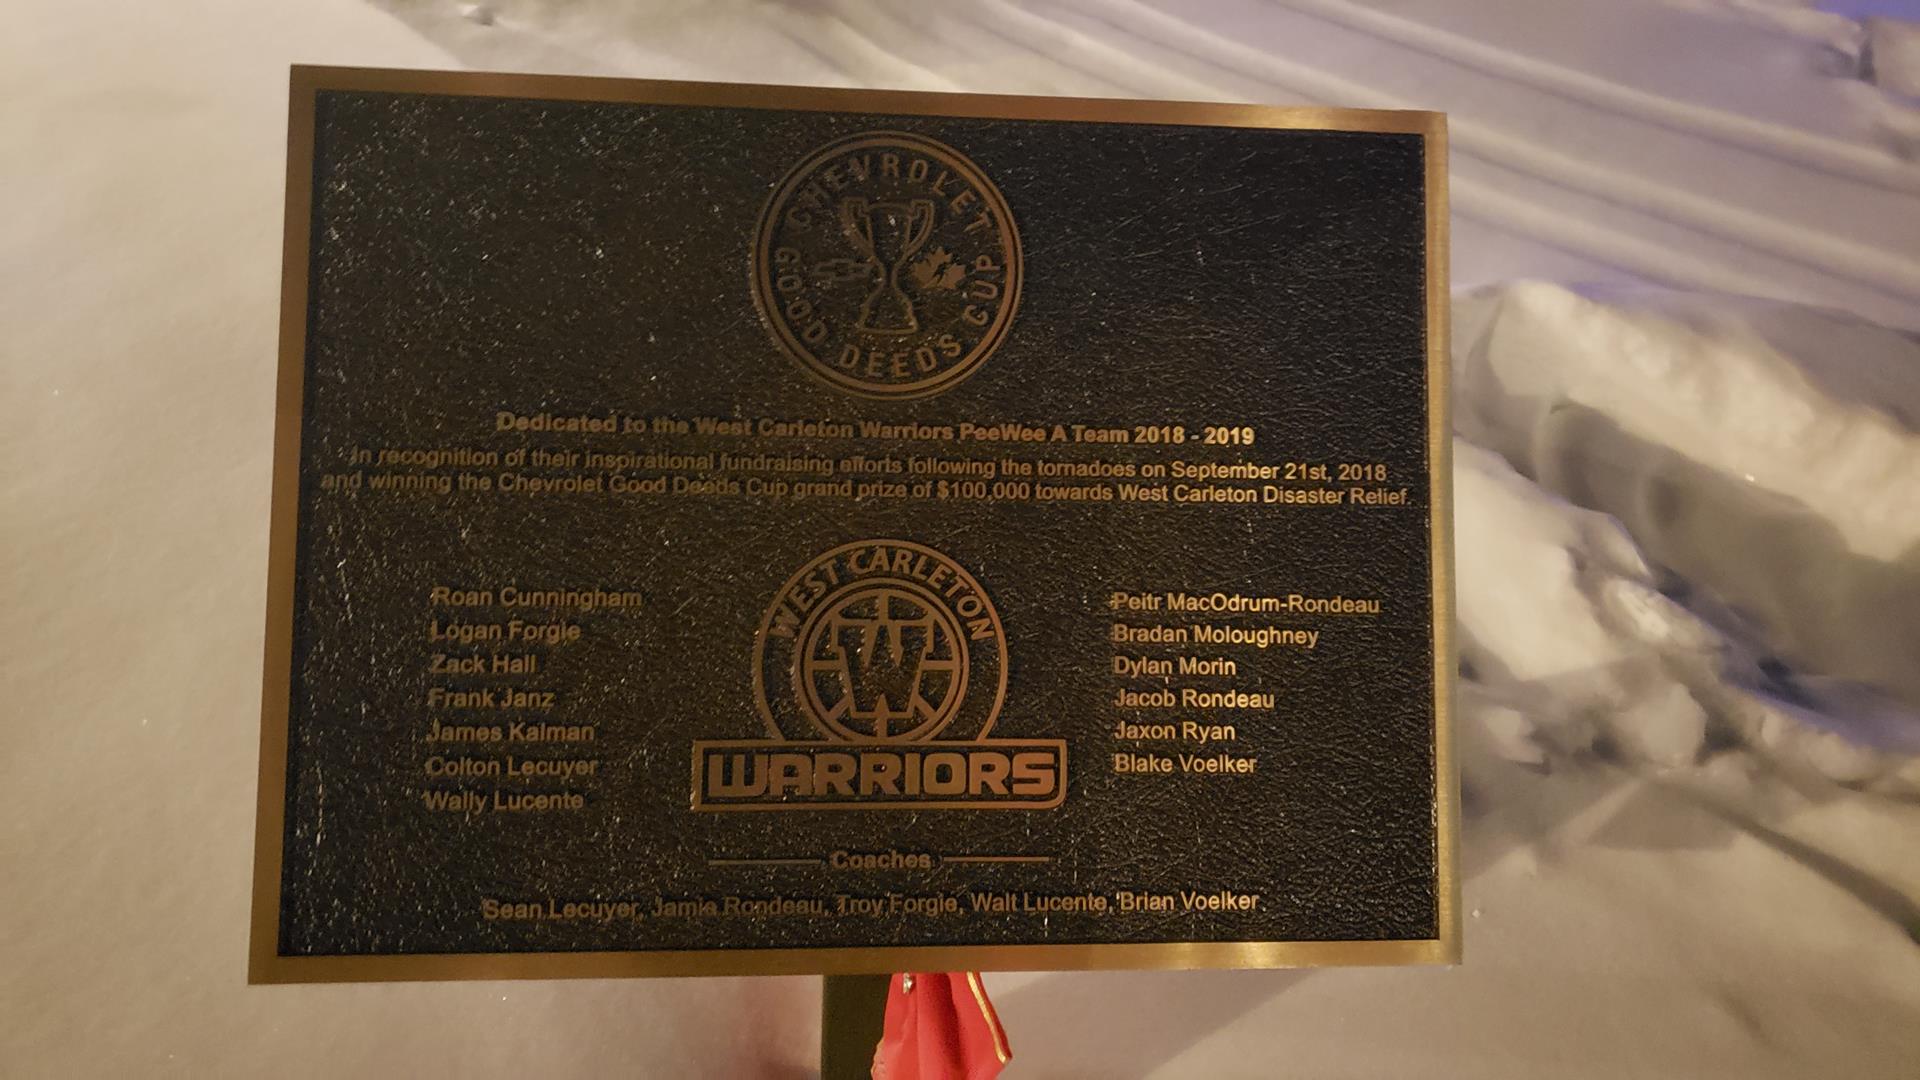 CHEVROLET
GOOD DEEDS CUP
Dedicated to the West Carleton Warriors PeeWee A Team 2018 - 2019
In recognition of their inspirational fundraising efforts following the tornadoes on September 21st, 2018
and winning the Chevrolet Good Deeds Cup grand prize of $100,000 towards West Carleton Disaster Relief.
WEST CARLETON
W
WARRIORS
Roan Cunningham
Logan Forgie
Zack Hall
Frank Janz
James Kalman
Colton Lecuyer
Wally Lucente
Peitr MacOdrum-Rondeau
Bradan Moloughney
Dylan Morin
Jacob Rondeau
Jaxon Ryan
Blake Voelker
Coaches
Sean Lecuyer, Jamie Rondeau, Troy Forgie, Walt Lucente, Brian Voelker